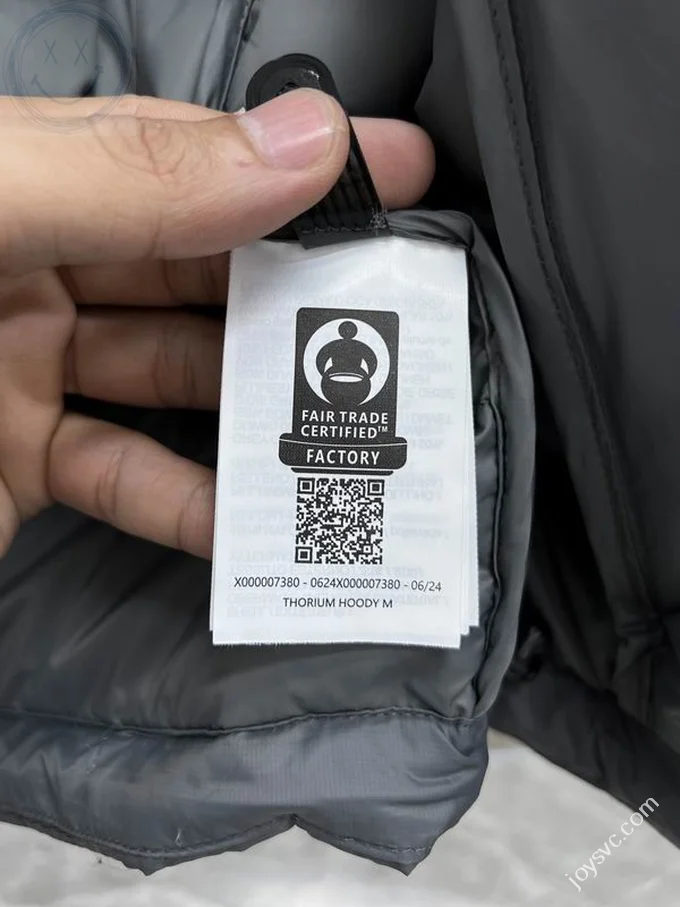 FAIR TRADE
CERTIFIED™
FACTORY
X000007380 - 0624X000007380 - 06/24
THORIUM HOODY M
joysvc.com